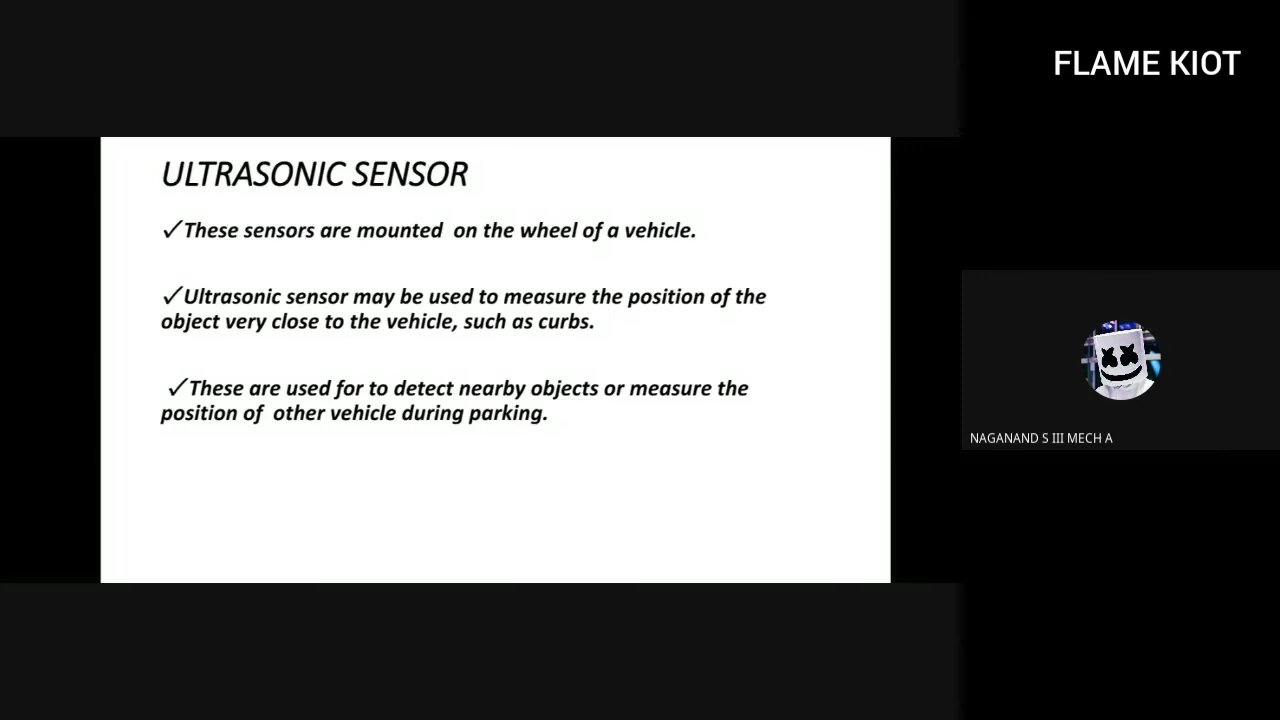 FLAME KIOT
ULTRASONIC SENSOR
✓These sensors are mounted  on the wheel of a vehicle.
✓Ultrasonic sensor may be used to measure the position of the
object very close to the vehicle, such as curbs.
✓These are used for to detect nearby objects or measure the
position of  other vehicle during parking.
NAGANAND S III MECH A